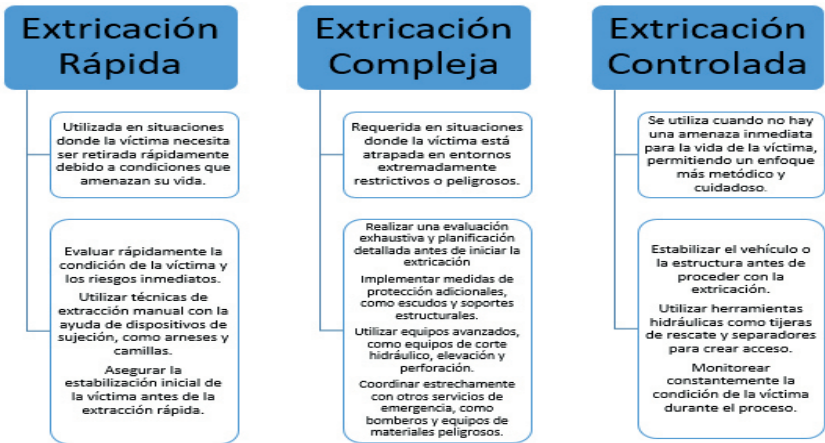 Extricación
Rápida
Utilizada en situaciones
donde la víctima necesita
ser retirada rápidamente
debido a condiciones que
amenazan su vida.
Evaluar rápidamente la
condición de la víctima y
los riesgos inmediatos.
Utilizar técnicas de
extracción manual con la
ayuda de dispositivos de
sujeción, como arneses y
camillas.
Asegurar la
estabilización inicial de
la víctima antes de la
extracción rápida.
Extricación
Compleja
Requerida en situaciones
donde la víctima está
atrapada en entornos
extremadamente
restrictivos o peligrosos.
Realizar una evaluación
exhaustiva y planificación
detallada antes de iniciar la
extricación
Implementar medidas de
protección adicionales,
como escudos y soportes
estructurales.
Utilizar equipos avanzados,
como equipos de corte
hidráulico, elevación y
perforación.
Coordinar estrechamente
con otros servicios de
emergencia, como
bomberos y equipos de
materiales peligrosos.
Extricación
Controlada
Se utiliza cuando no hay
una amenaza inmediata
para la vida de la víctima,
permitiendo un enfoque
más metódico y
cuidadoso.
Estabilizar el vehículo o
la estructura antes de
proceder con la
extricación.
Utilizar herramientas
hidráulicas como tijeras
de rescate y separadores
para crear acceso.
Monitorear
constantemente la
condición de la víctima
durante el proceso.